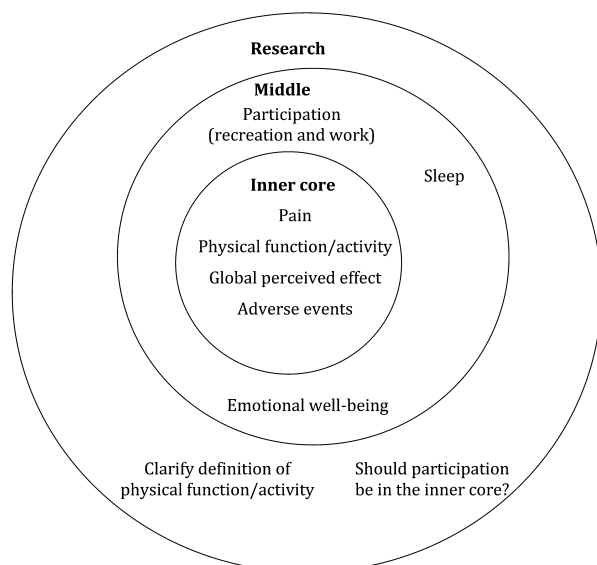 Research
Middle
Participation
(recreation and work)
Sleep
Inner core
Pain
Physical function/activity
Global perceived effect
Adverse events
Emotional well-being
Clarify definition of
physical function/activity
Should participation
be in the inner core?